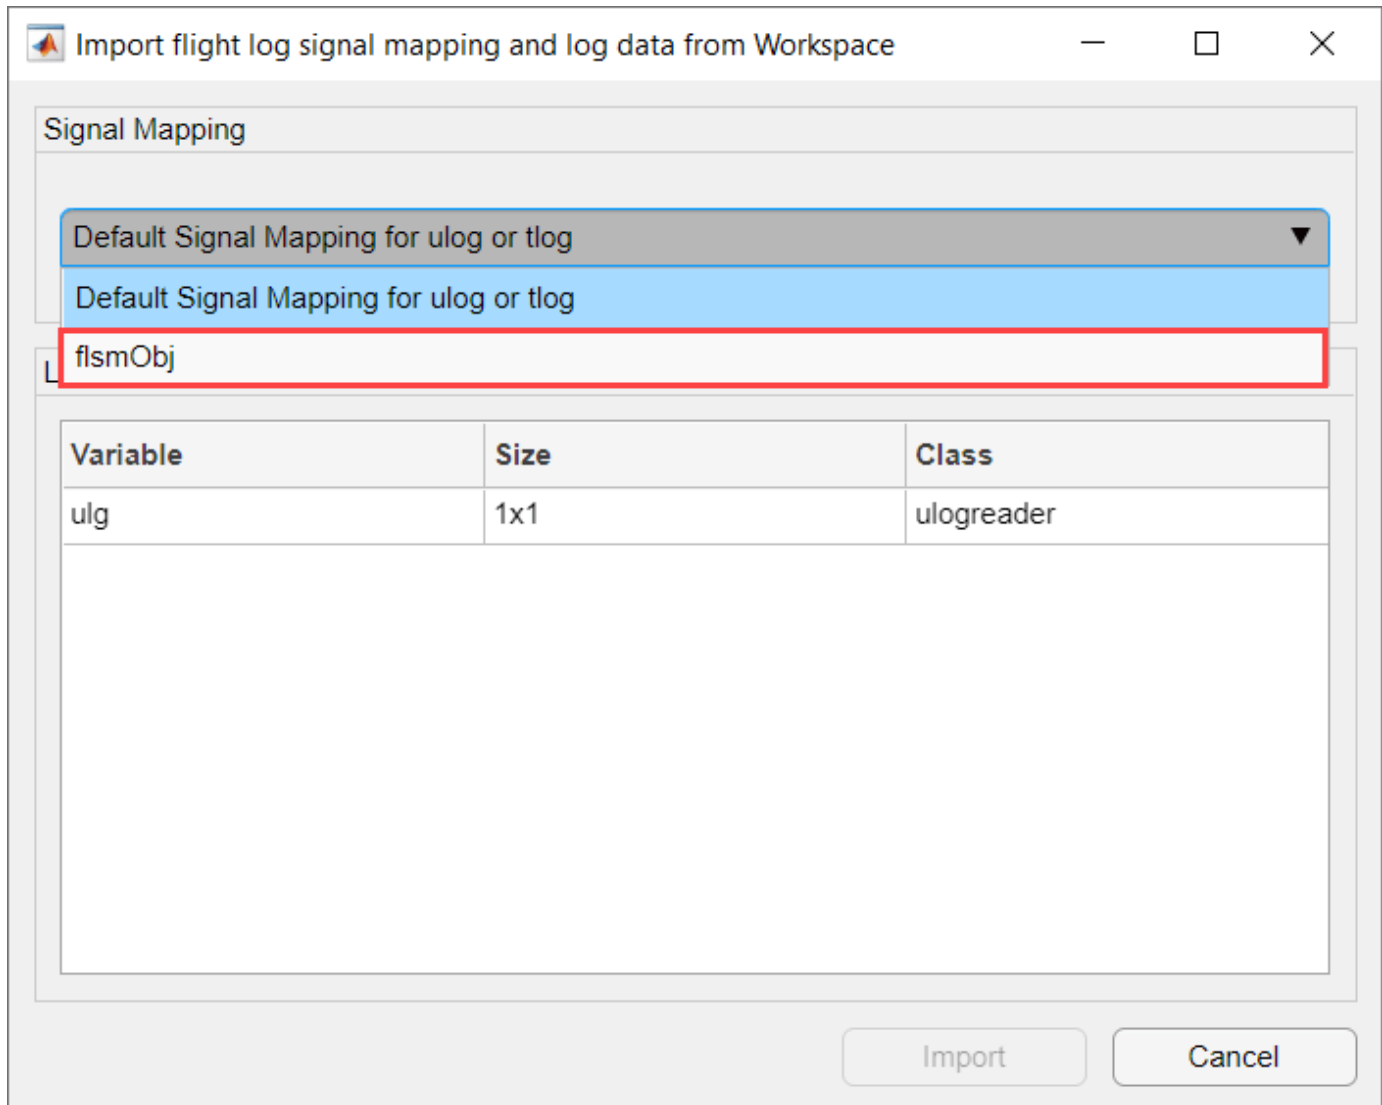 Import flight log signal mapping and log data from Workspace
Signal Mapping
Default Signal Mapping for ulog or tlog
Default Signal Mapping for ulog or tlog
flsmObj
Variable Size Class
ulg 1x1 ulogreader
Import Cancel